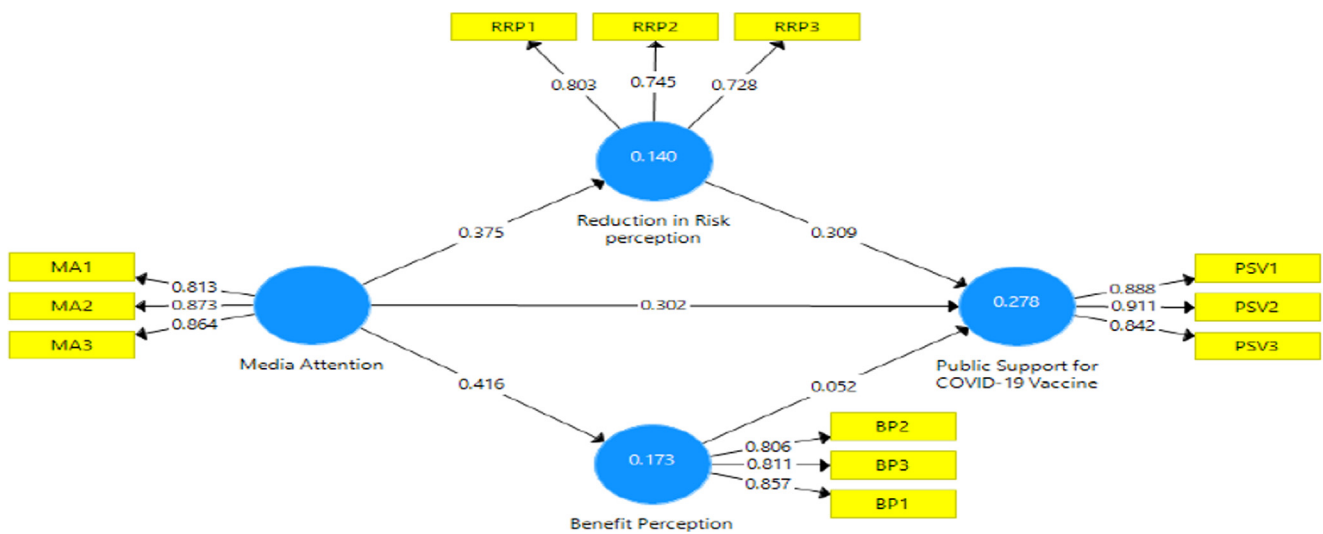 RRP1 RRP2 RRP3
0.803 0.745 0.728
0.140
Reduction in Risk
perception
0.375 0.309
MA1
MA2
MA3
0.813
0.873
0.864
Media Attention
0.302
0.278
Public Support for
COVID-19 Vaccine
0.888
0.911
0.842
PSV1
PSV2
PSV3
0.416 0.052
0.173
Benefit Perception
0.806
0.811
0.857
BP2
BP3
BP1